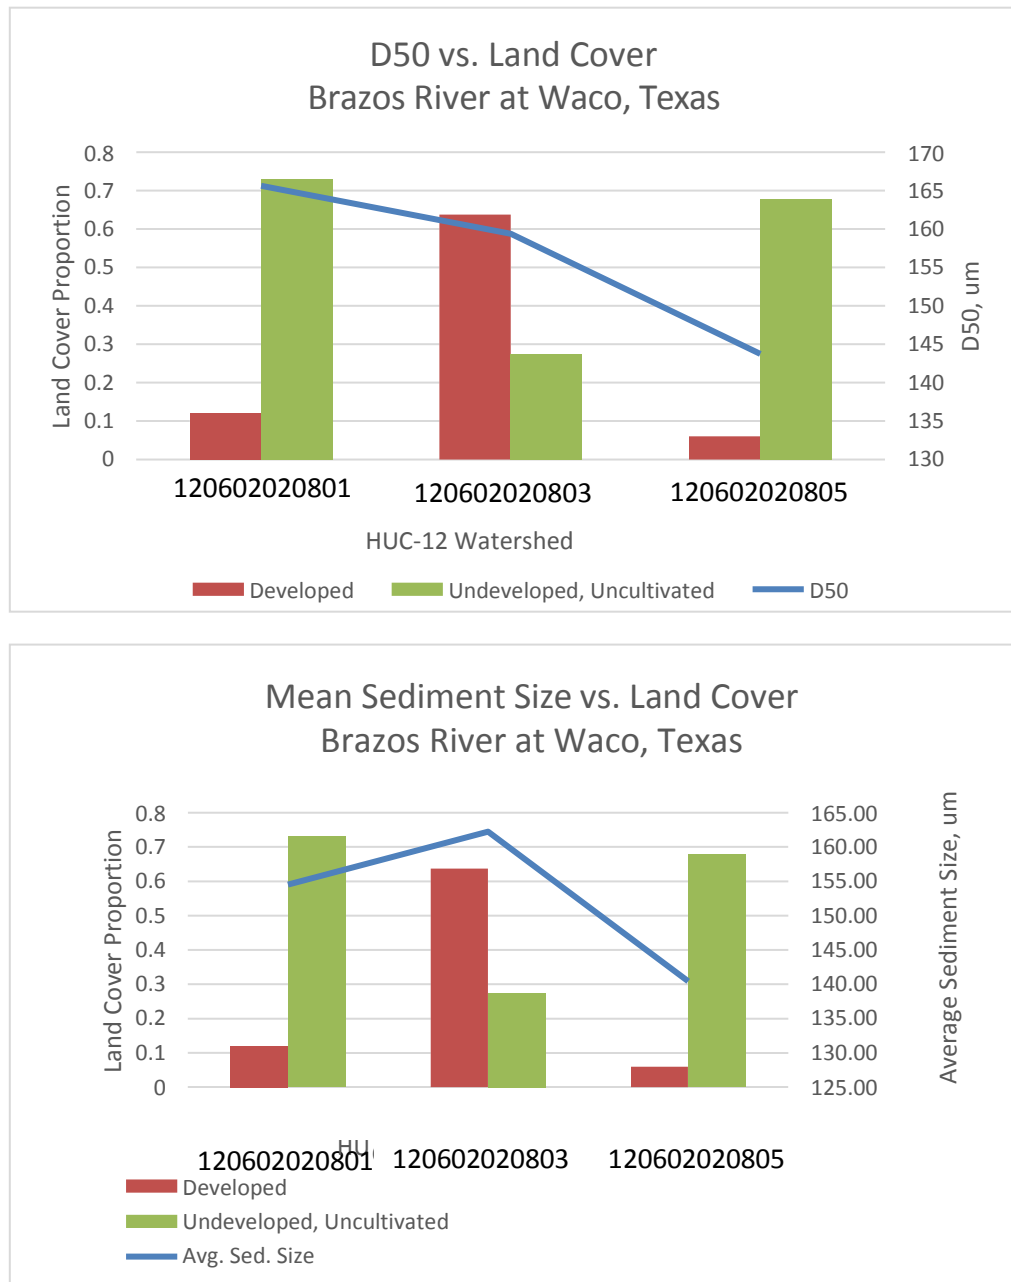 D50 vs. Land Cover
Brazos River at Waco, Texas
Land Cover Proportion
0.8
0.7
0.6
0.5
0.4
0.3
0.2
0.1
0
170
165
160
155
150
145
140
135
130
D50, um
120602020801 120602020803 120602020805
HUC-12 Watershed
Developed Undeveloped, Uncultivated D50
Mean Sediment Size vs. Land Cover
Brazos River at Waco, Texas
Land Cover Proportion
0.8
0.7
0.6
0.5
0.4
0.3
0.2
0.1
0
165.00
160.00
155.00
150.00
145.00
140.00
135.00
130.00
125.00
Average Sediment Size, um
120602020801 120602020803 120602020805
Developed
Undeveloped, Uncultivated
Avg. Sed. Size